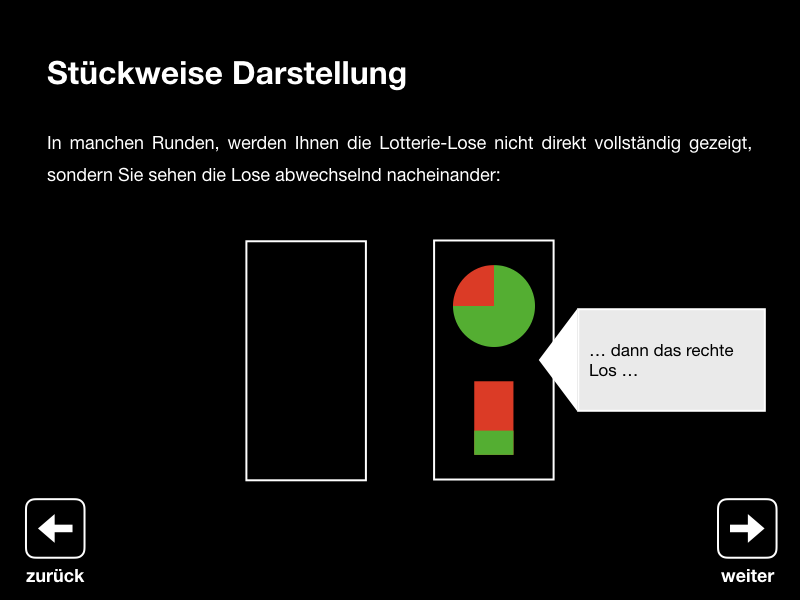 Stückweise Darstellung
In manchen Runden, werden Ihnen die Lotterie-Lose nicht direkt vollständig gezeigt,
sondern Sie sehen die Lose abwechselnd nacheinander:
… dann das rechte
Los …
zurück
weiter